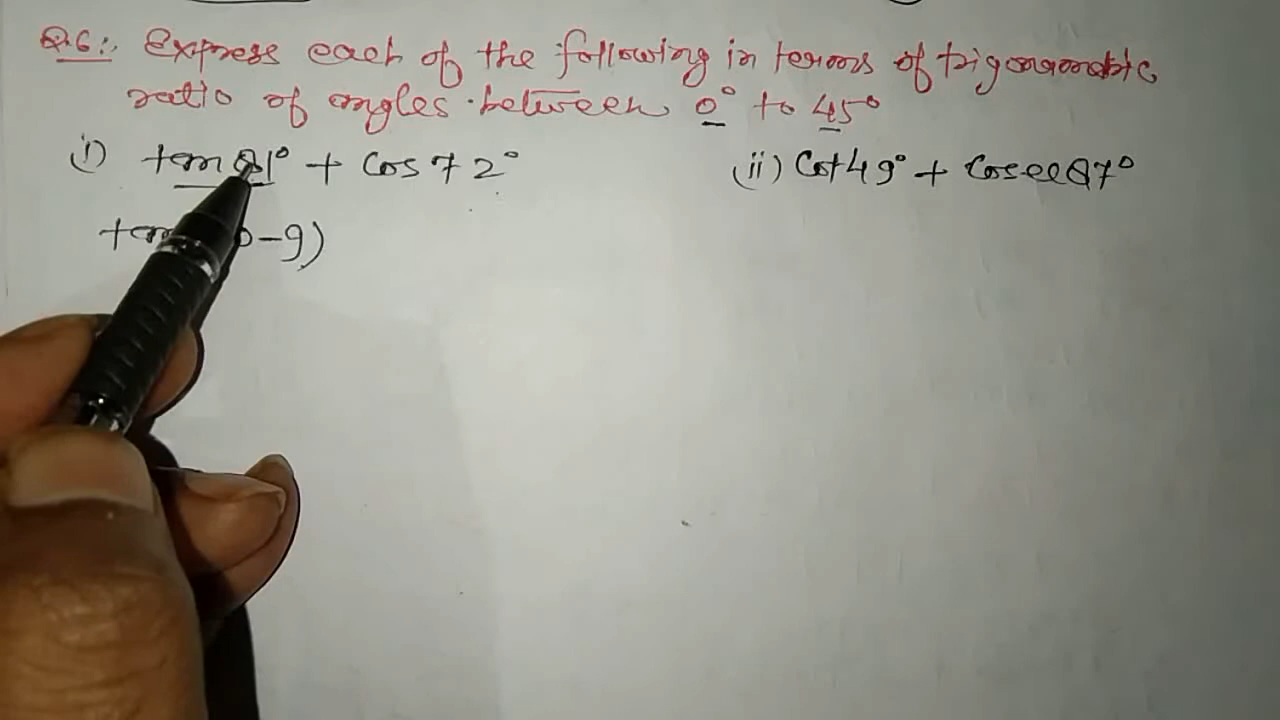 Q.6:. Express each of the following in terms of trigonometric
ratio of angles between 0° to 45°
(i) tan 81° + Cos 72°
(ii) Cot 49° + Cosec 87°
-9)